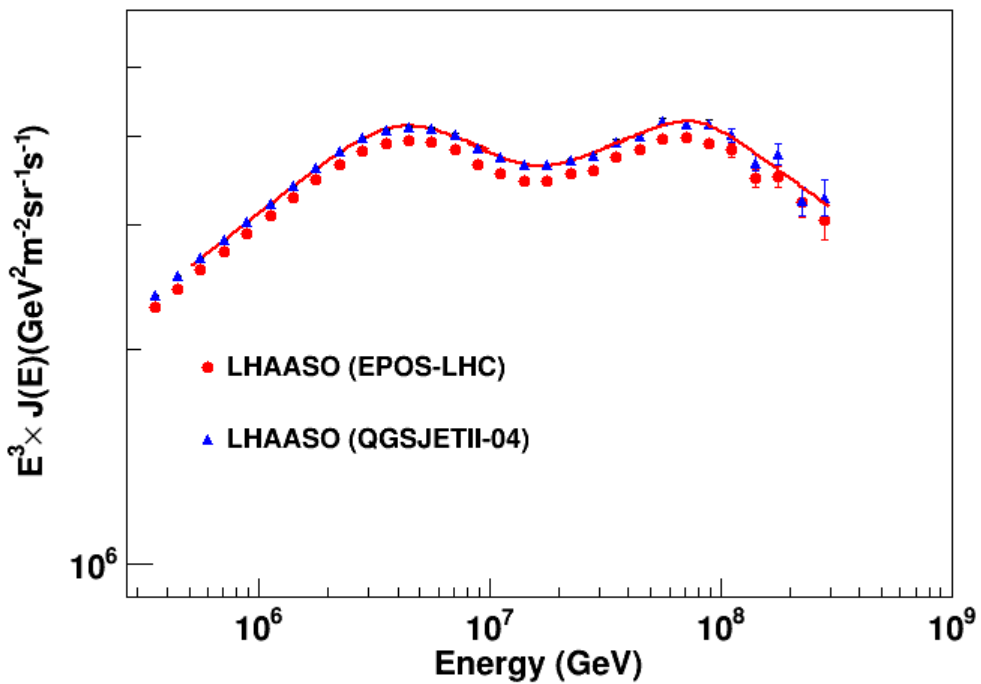 E³× J(E)(GeV²m⁻²sr⁻¹s⁻¹)
LHAASO (EPOS-LHC)
LHAASO (QGSJETII-04)
10⁶
10⁶ 10⁷ 10⁸ 10⁹
Energy (GeV)